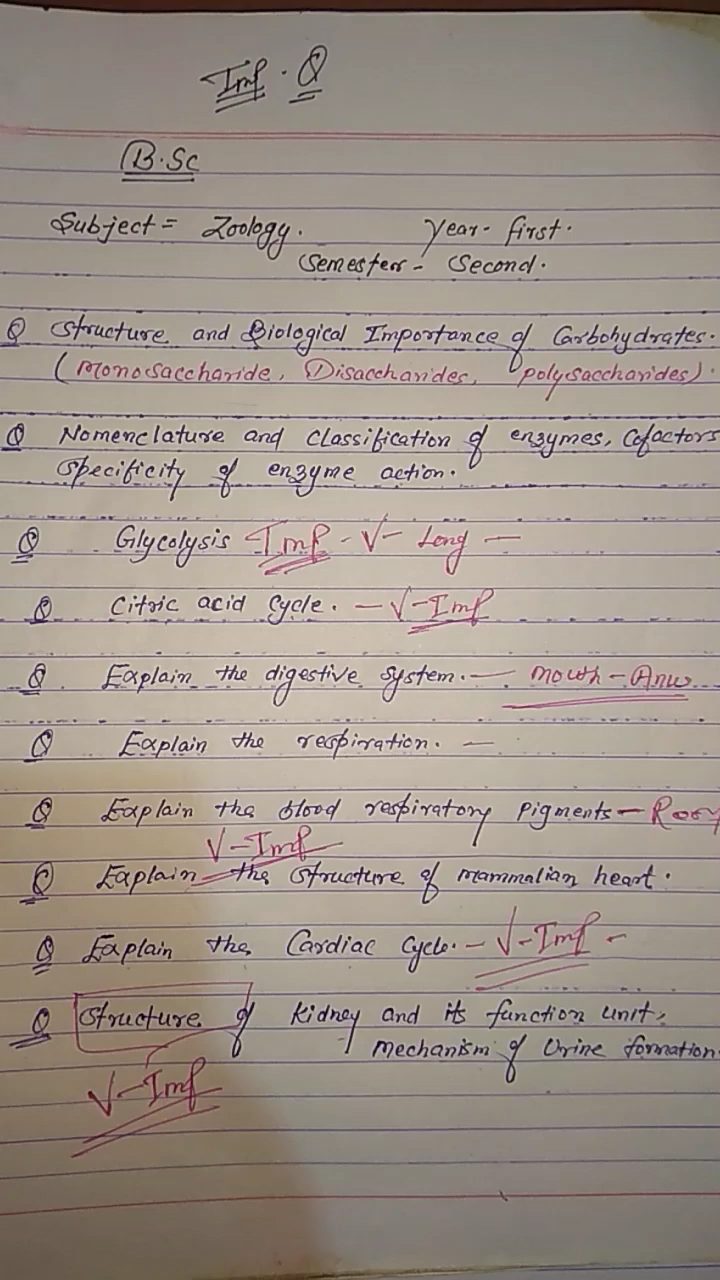 Imp. Q
B.Sc
Subject = Zoology. Year - first.
Semester - Second.
Q Structure and Biological Importance of Carbohydrates.
(Monosaccharide, Disaccharides, polysaccharides).
Q Nomenclature and classification of enzymes, Cofactors
Specificity of enzyme action.
Q Glycolysis Imp - V - Long -
Q Citric acid cycle. - V - Imp
Q. Explain the digestive system. - mouth - Anus
Q Explain the respiration. -
Q Explain the blood respiratory Pigments -
V - Imp
Q Explain the structure of mammalian heart.
Q Explain the Cardiac Cycle. - V - Imp -
Q Structure of kidney and its function unit,
mechanism of Urine formation.
V - Imp